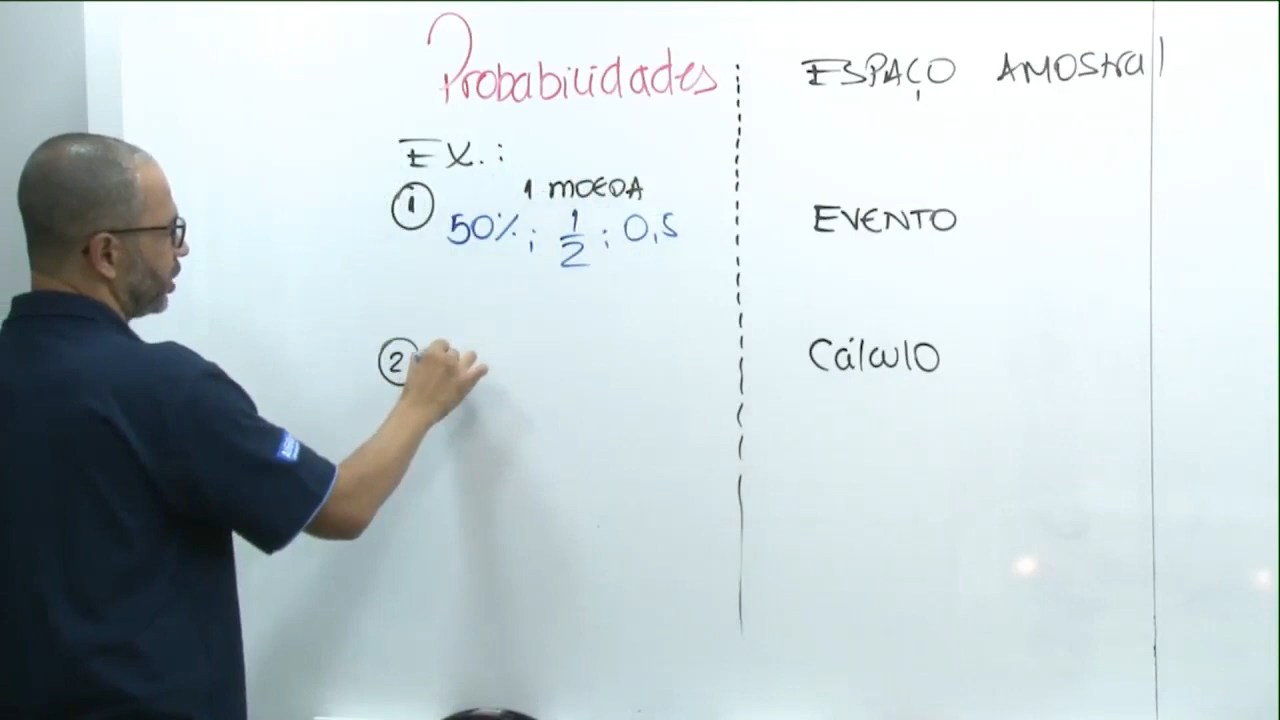 Probabilidades
EX.:
① 1 MOEDA
50%; 1/2; 0,5
②
ESPAÇO AMOSTRAL
EVENTO
Cálculo